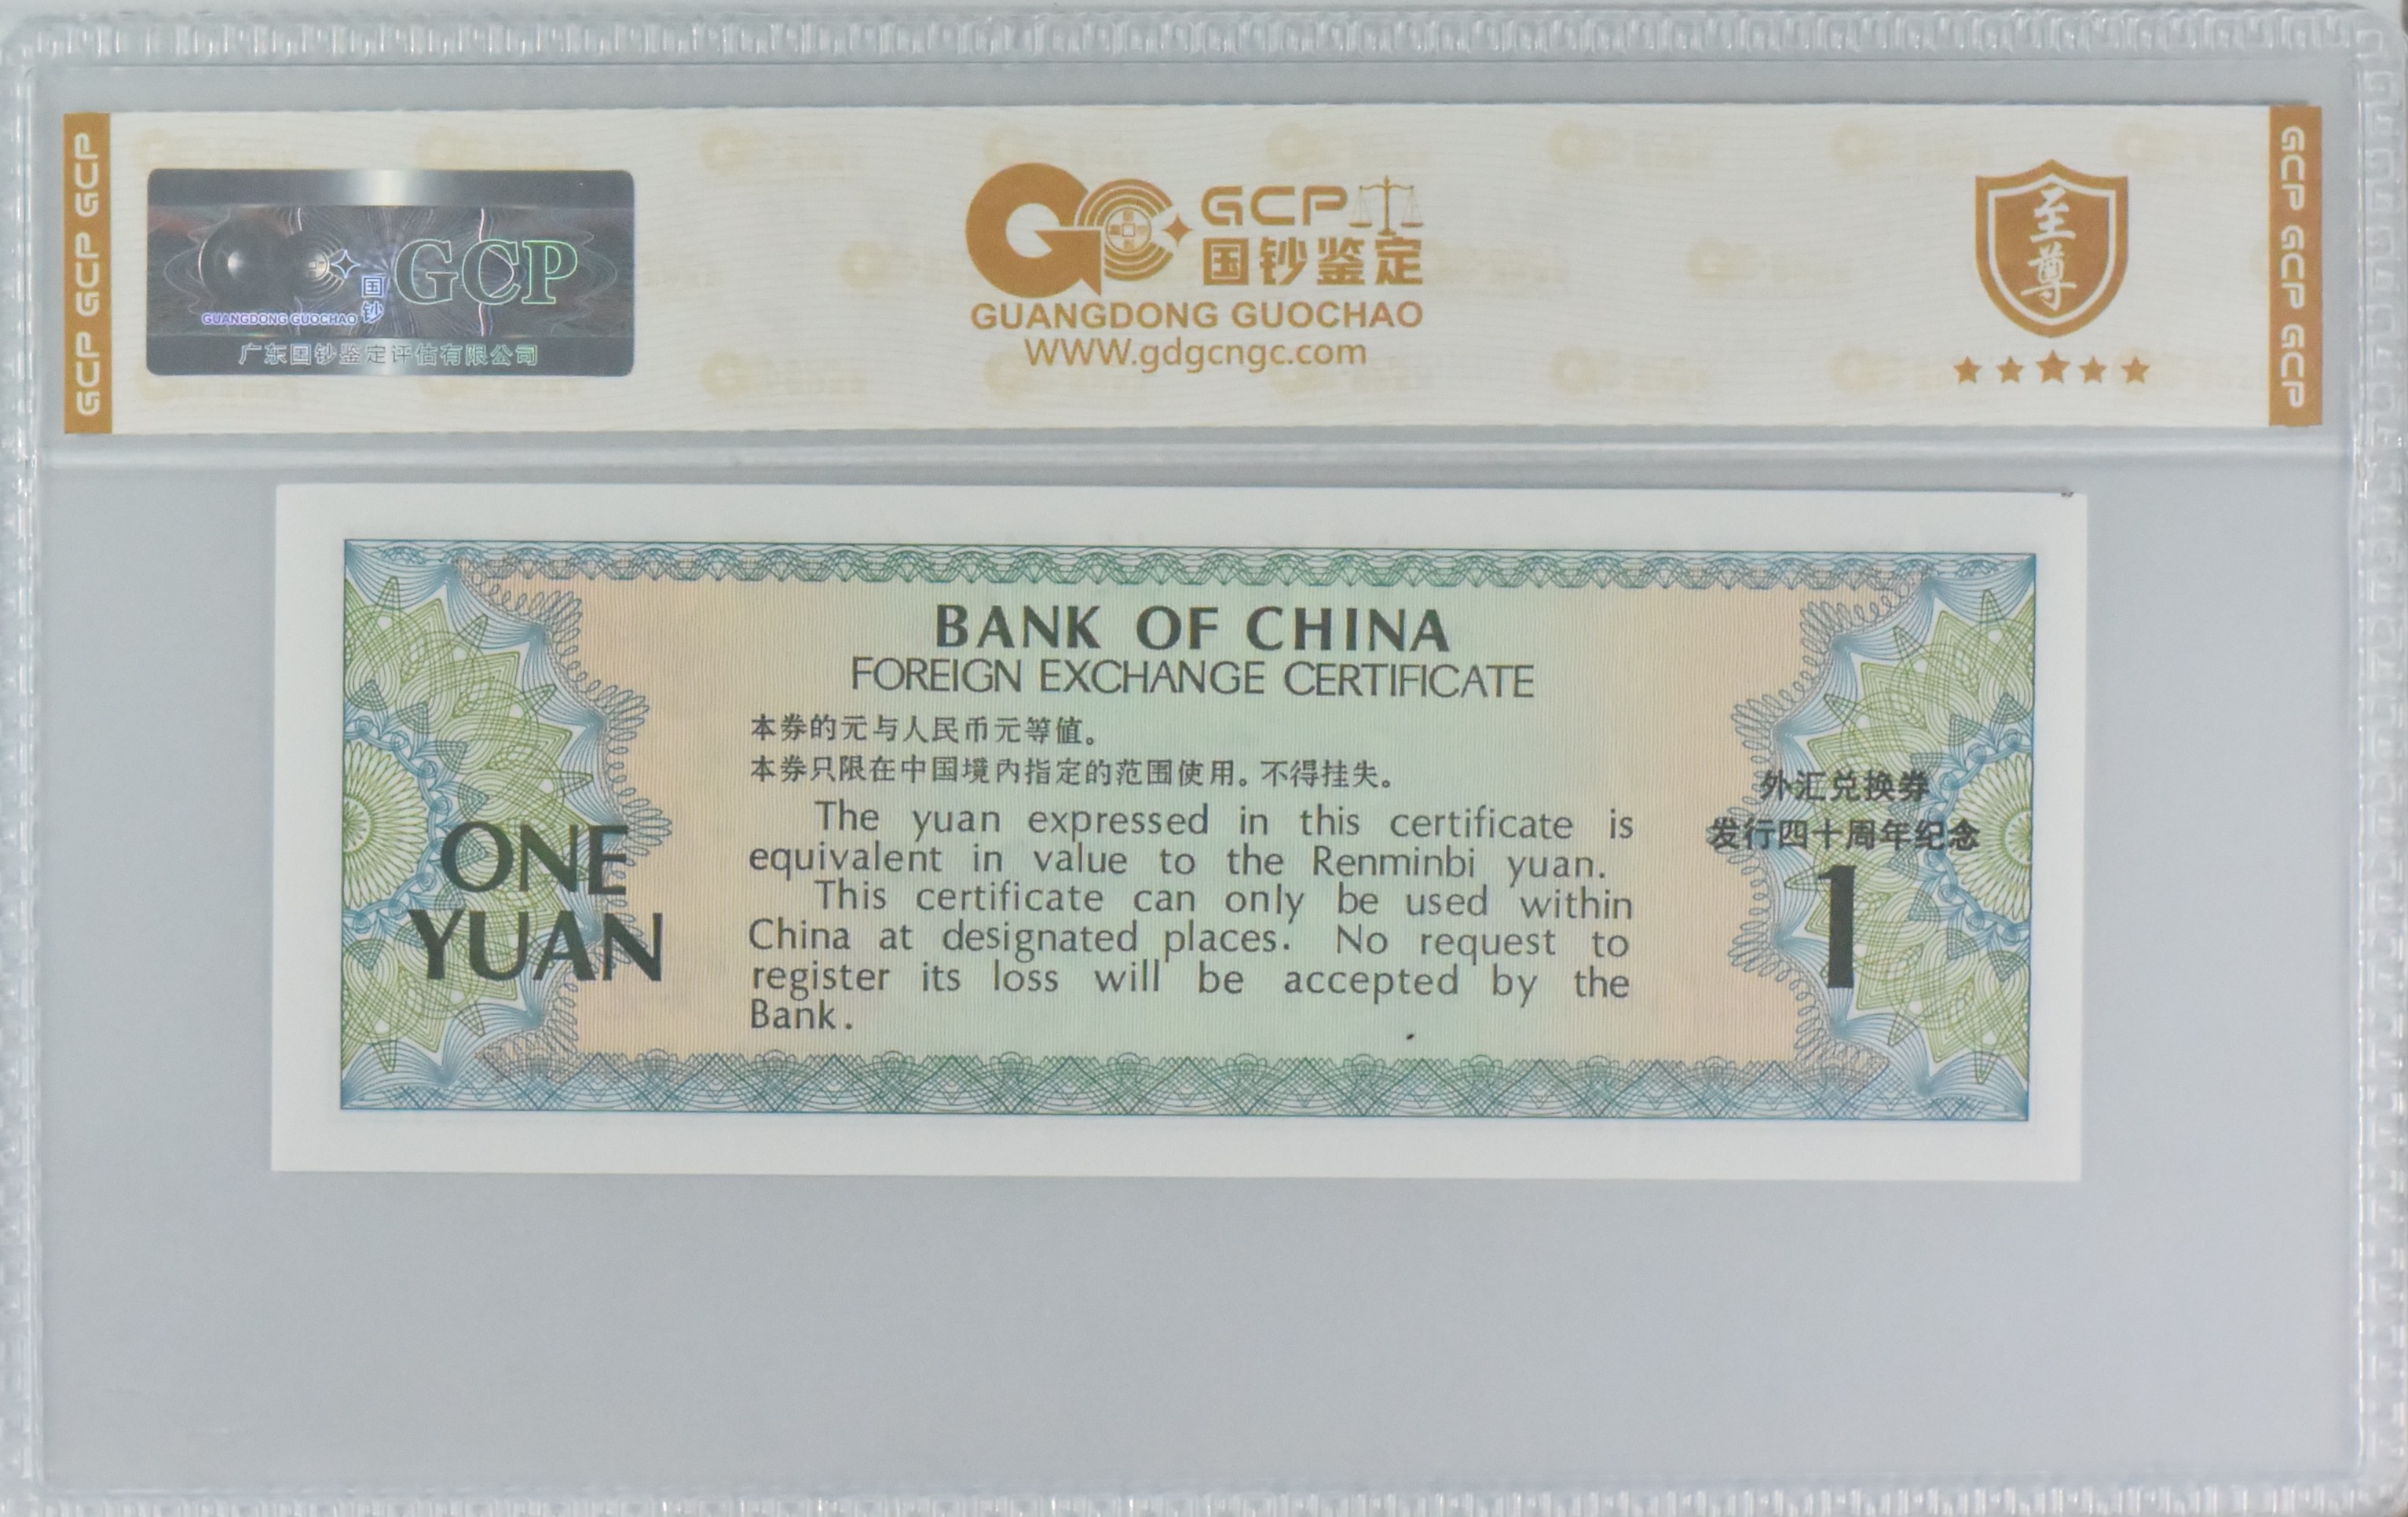 GCP GCP GCP
国钞 GCP
GUANGDONG GUOCHAO
广东国钞鉴定评估有限公司
GCP
国钞鉴定
GUANGDONG GUOCHAO
WWW.gdgcngc.com
至尊
GCP GCP GCP
BANK OF CHINA
FOREIGN EXCHANGE CERTIFICATE
本券的元与人民币元等值。
本券只限在中国境内指定的范围使用。不得挂失。
The yuan expressed in this certificate is
equivalent in value to the Renminbi yuan.
This certificate can only be used within
China at designated places. No request to
register its loss will be accepted by the
Bank.
ONE
YUAN
外汇兑换券
发行四十周年纪念
1